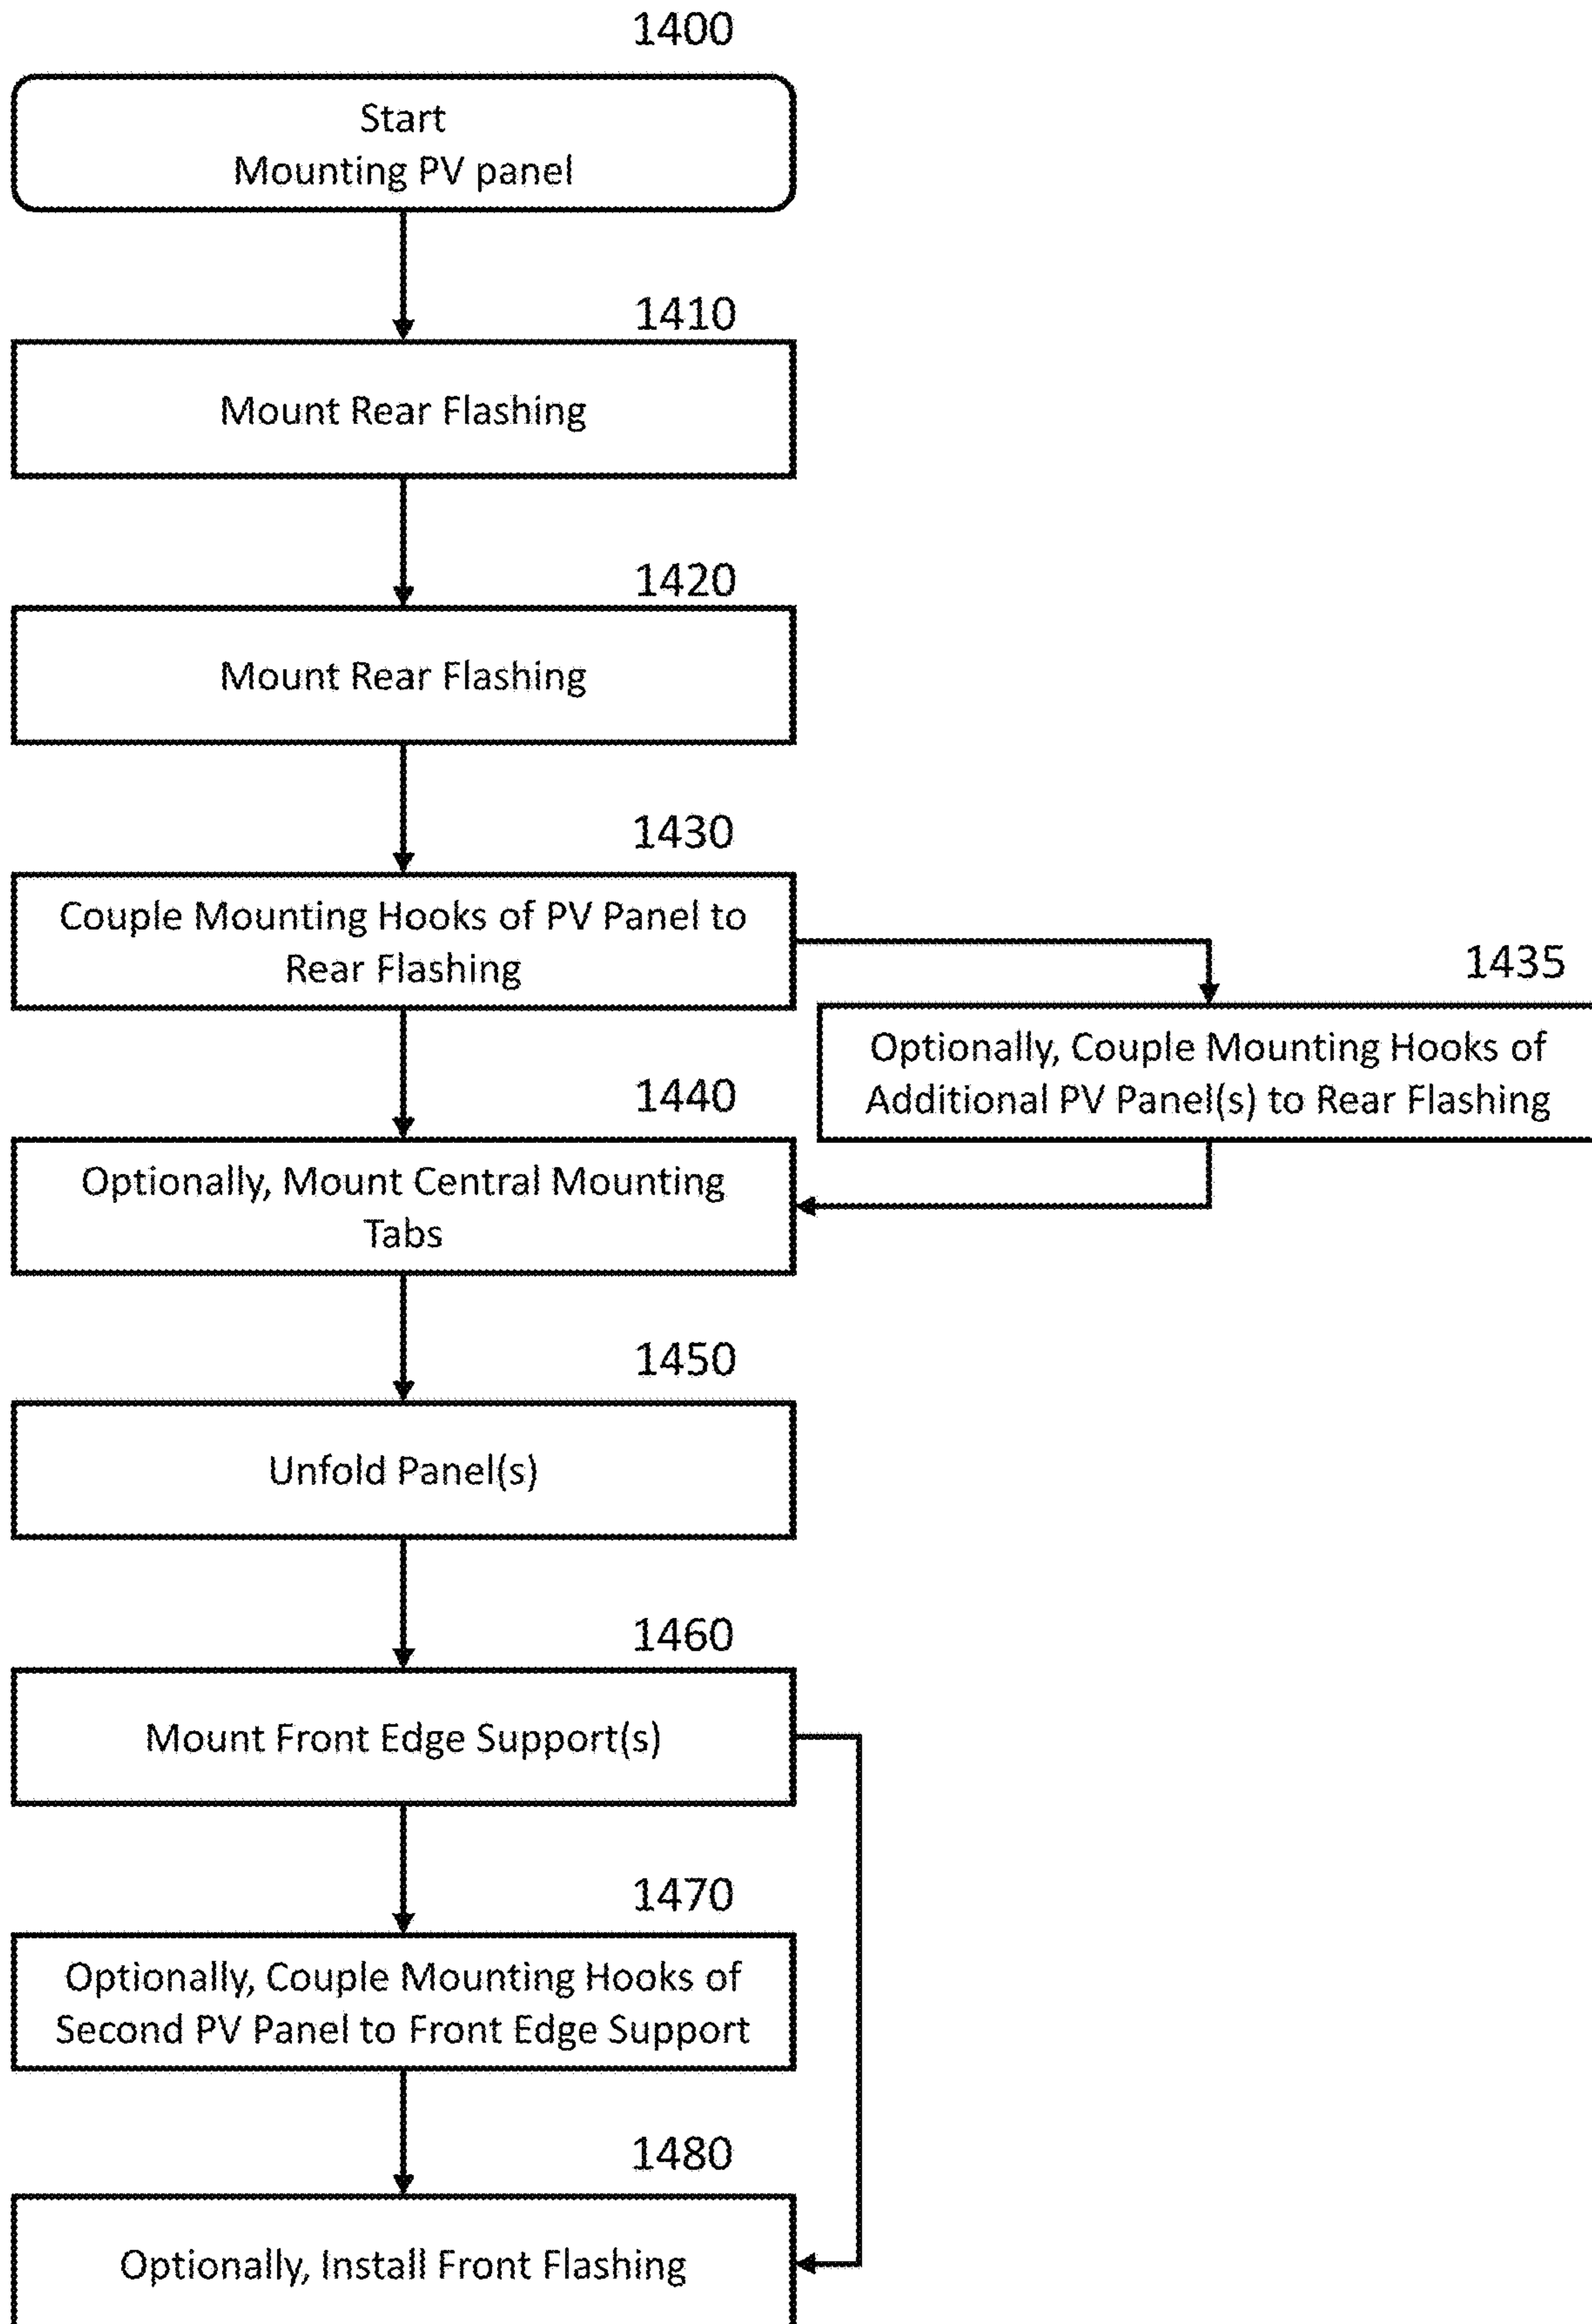 1400
Start
Mounting PV panel
1410
Mount Rear Flashing
1420
Mount Rear Flashing
1430
Couple Mounting Hooks of PV Panel to
Rear Flashing
1435
Optionally, Couple Mounting Hooks of
Additional PV Panel(s) to Rear Flashing
1440
Optionally, Mount Central Mounting
Tabs
1450
Unfold Panel(s)
1460
Mount Front Edge Support(s)
1470
Optionally, Couple Mounting Hooks of
Second PV Panel to Front Edge Support
1480
Optionally, Install Front Flashing